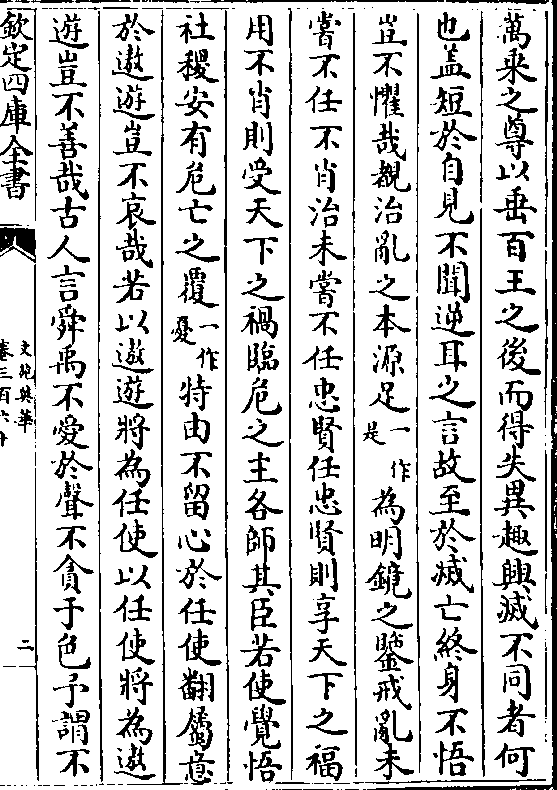 萬乗之尊以垂百王之後而得失異趣興滅不同者何
也盖短於自見不聞逆耳之言故至於滅亡終身不悟
豈不懼哉觀治亂之本源足一作是為明鏡之鑒戒亂未
嘗不任不肖治未嘗不任忠賢任忠賢則享天下之福
用不肖則受天下之禍臨危之主各師其臣若使覺悟
社稷安有危亡之覆一作憂特由不留心於任使翻屬意
於遨遊豈不哀哉若以遨遊將為任使以任使將為遨
遊豈不善哉古人言舜禹不愛於聲不貪于色予謂不
欽定四庫全書
文苑英華
卷三百六十
二